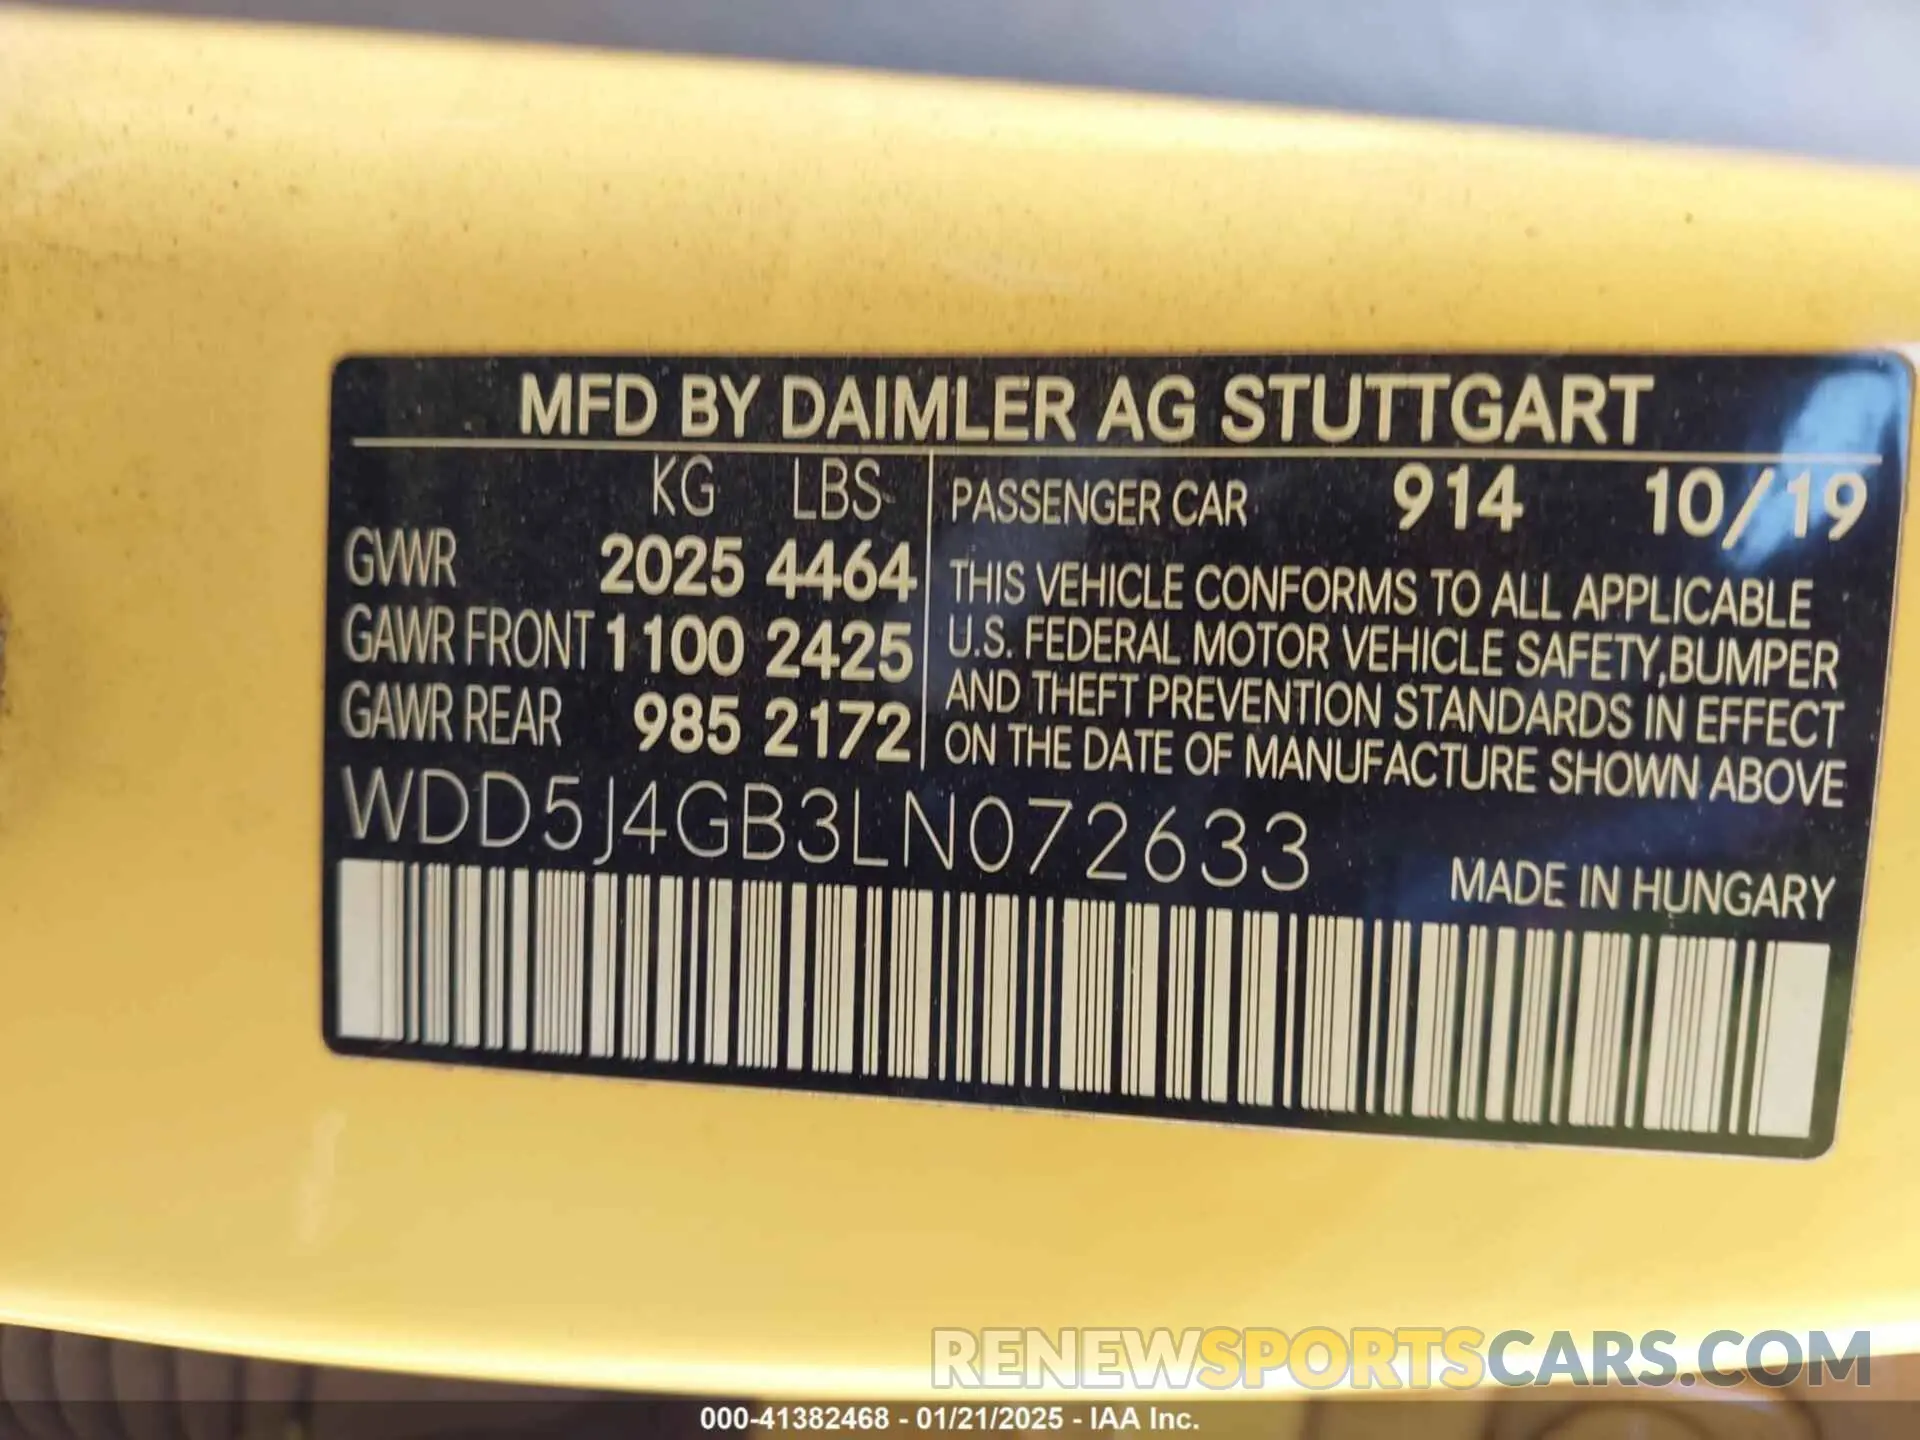 MFD BY DAIMLER AG STUTTGART
KG LBS
GVWR 2025 4464
GAWR FRONT 1100 2425
GAWR REAR 985 2172
PASSENGER CAR 914 10/19
THIS VEHICLE CONFORMS TO ALL APPLICABLE
U.S. FEDERAL MOTOR VEHICLE SAFETY,BUMPER
AND THEFT PREVENTION STANDARDS IN EFFECT
ON THE DATE OF MANUFACTURE SHOWN ABOVE
WDD5J4GB3LN072633
MADE IN HUNGARY
RENEWSPORTSCARS.COM
000-41382468 - 01/21/2025 - IAA Inc.